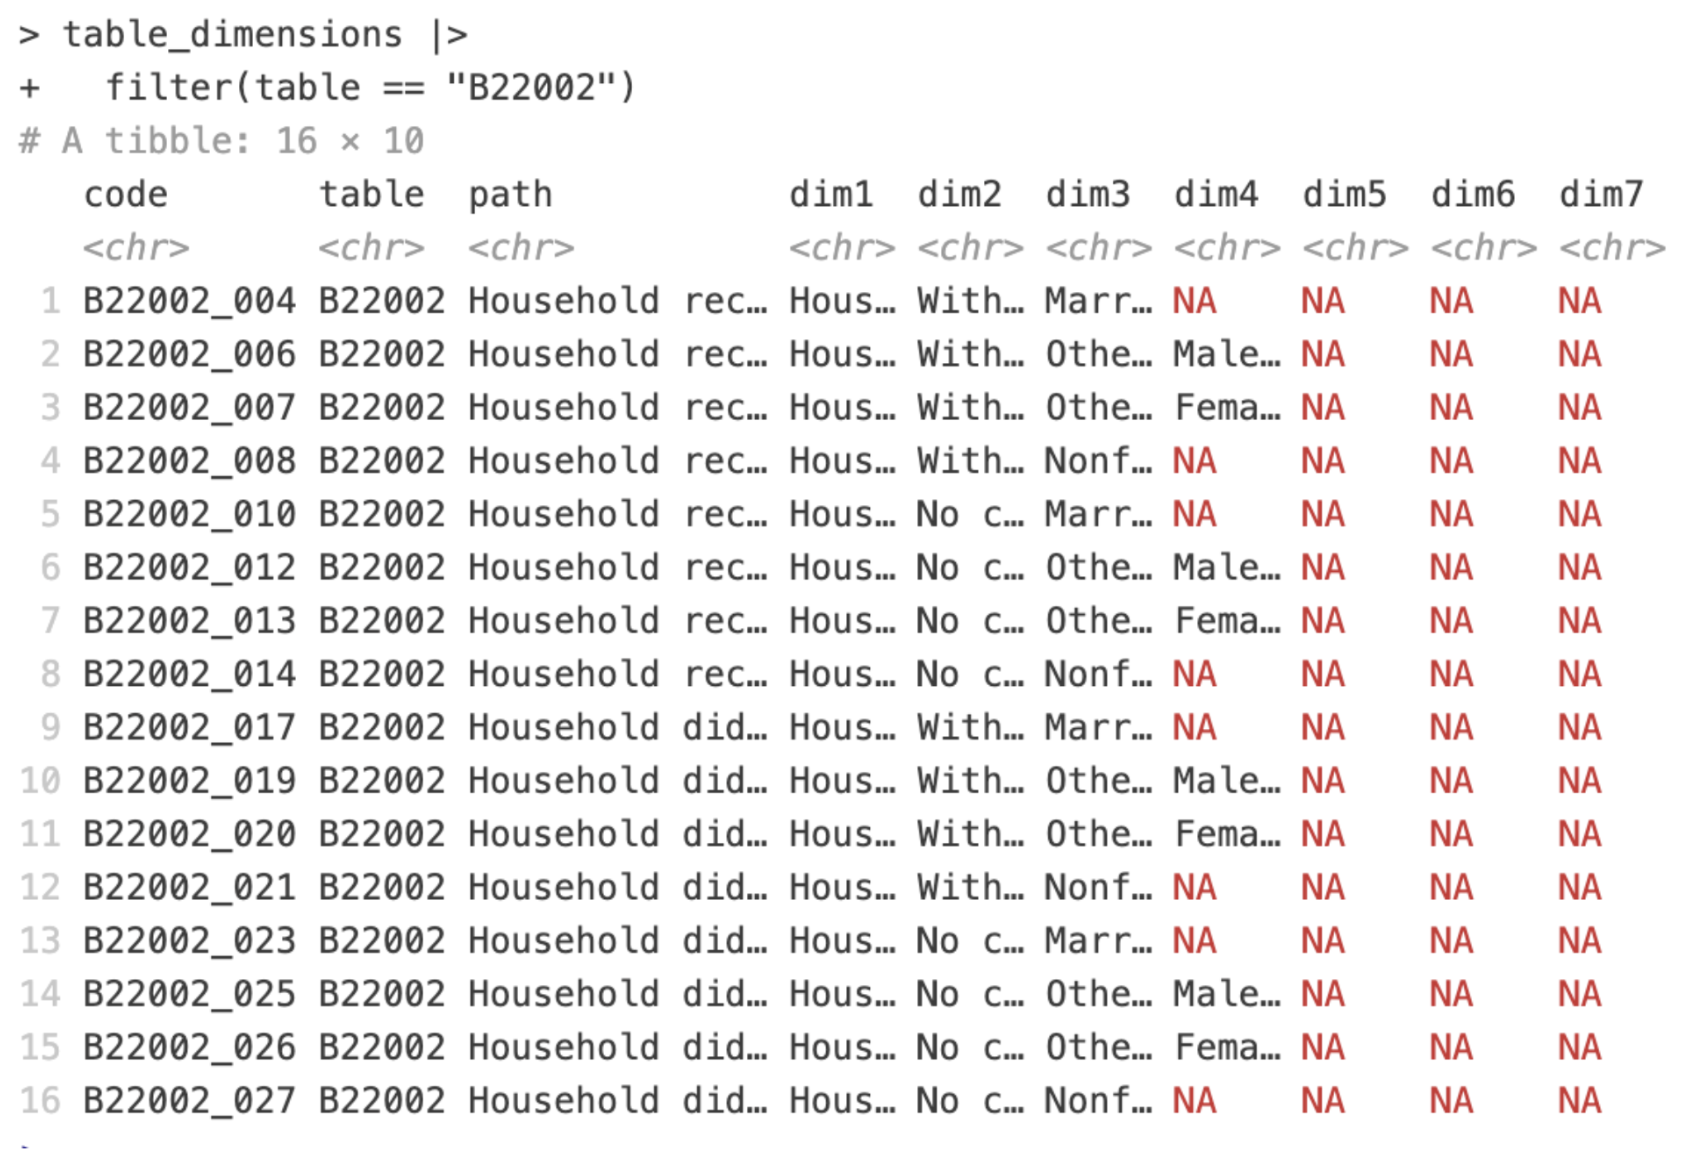 > table_dimensions |>
+   filter(table == "B22002")
# A tibble: 16 × 10
code table path dim1 dim2 dim3 dim4 dim5 dim6 dim7
<chr> <chr> <chr> <chr> <chr> <chr> <chr> <chr> <chr> <chr>
1 B22002_004 B22002 Household rec… Hous… With… Marr… NA NA NA NA
2 B22002_006 B22002 Household rec… Hous… With… Othe… Male… NA NA NA
3 B22002_007 B22002 Household rec… Hous… With… Othe… Fema… NA NA NA
4 B22002_008 B22002 Household rec… Hous… With… Nonf… NA NA NA NA
5 B22002_010 B22002 Household rec… Hous… No c… Marr… NA NA NA NA
6 B22002_012 B22002 Household rec… Hous… No c… Othe… Male… NA NA NA
7 B22002_013 B22002 Household rec… Hous… No c… Othe… Fema… NA NA NA
8 B22002_014 B22002 Household rec… Hous… No c… Nonf… NA NA NA NA
9 B22002_017 B22002 Household did… Hous… With… Marr… NA NA NA NA
10 B22002_019 B22002 Household did… Hous… With… Othe… Male… NA NA NA
11 B22002_020 B22002 Household did… Hous… With… Othe… Fema… NA NA NA
12 B22002_021 B22002 Household did… Hous… With… Nonf… NA NA NA NA
13 B22002_023 B22002 Household did… Hous… No c… Marr… NA NA NA NA
14 B22002_025 B22002 Household did… Hous… No c… Othe… Male… NA NA NA
15 B22002_026 B22002 Household did… Hous… No c… Othe… Fema… NA NA NA
16 B22002_027 B22002 Household did… Hous… No c… Nonf… NA NA NA NA